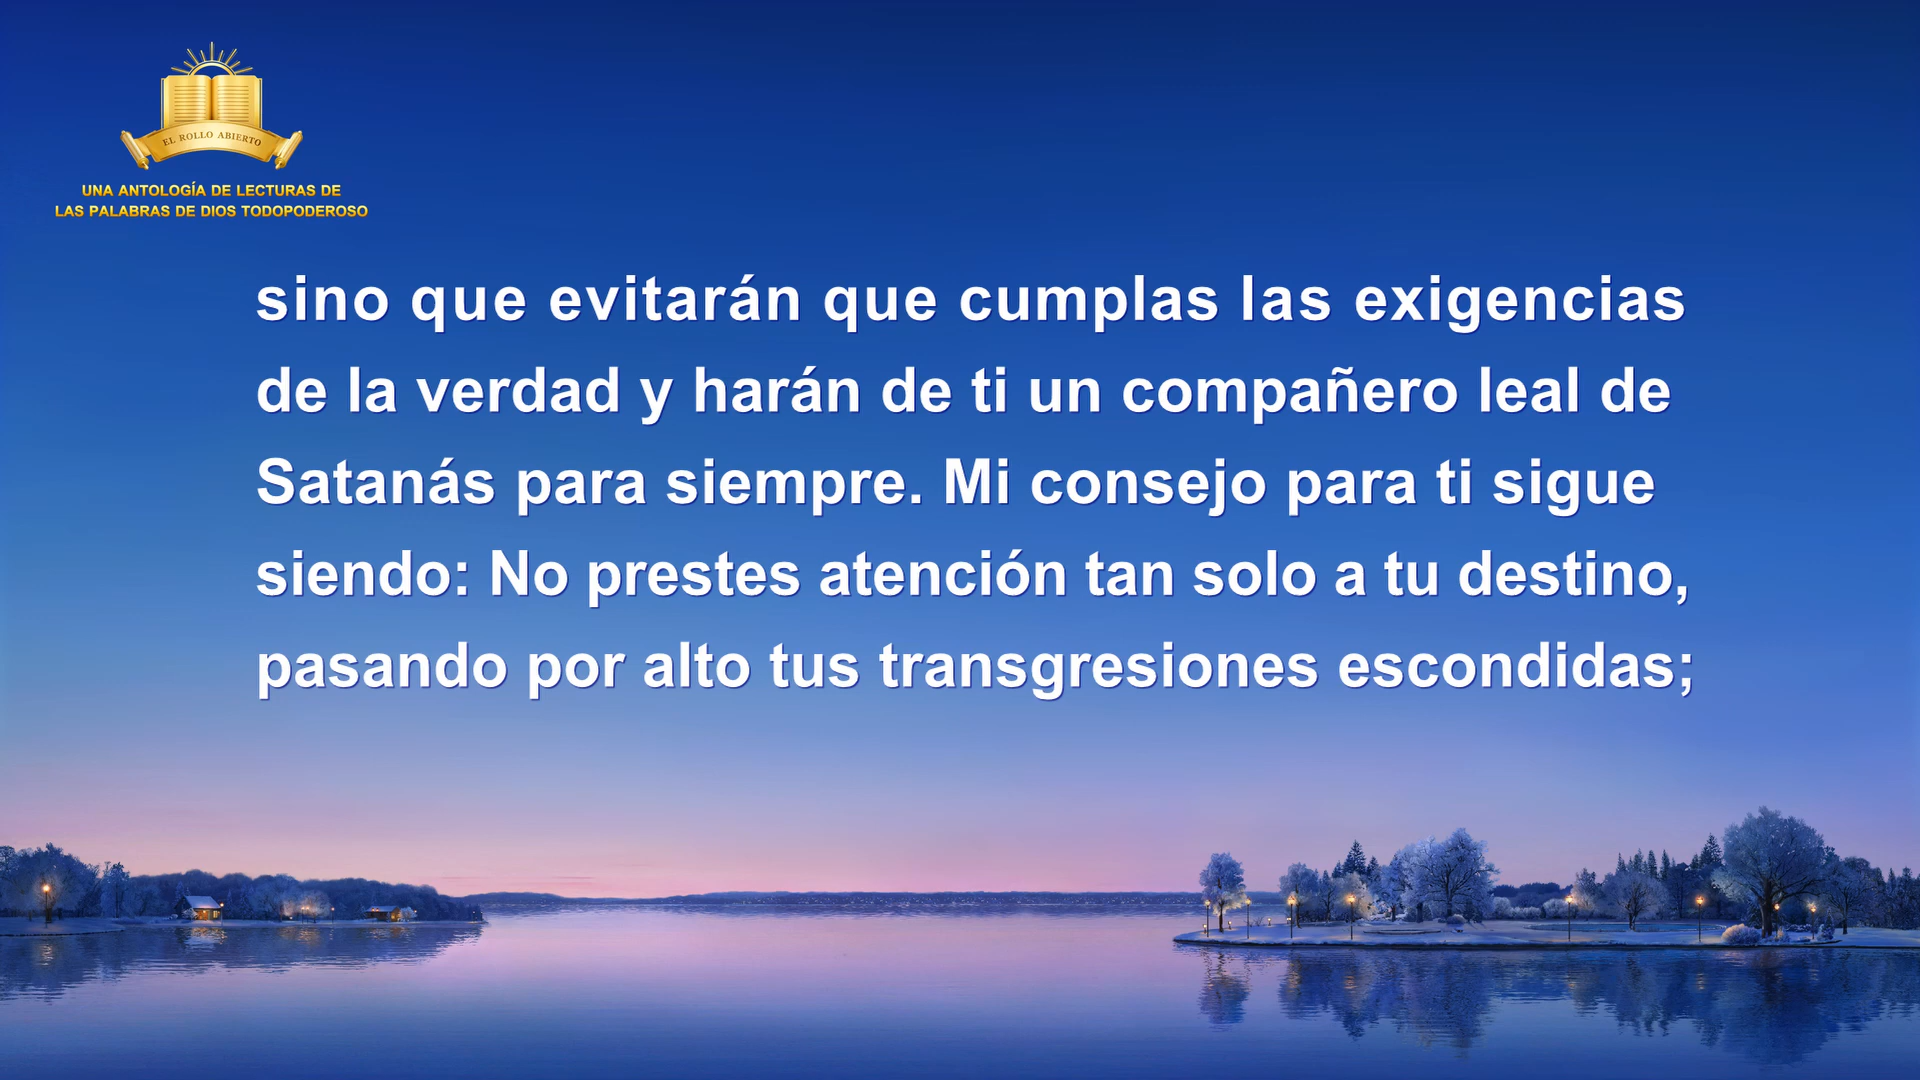 EL ROLLO ABIERTO
UNA ANTOLOGÍA DE LECTURAS DE
LAS PALABRAS DE DIOS TODOPODEROSO
sino que evitarán que cumplas las exigencias
de la verdad y harán de ti un compañero leal de
Satanás para siempre. Mi consejo para ti sigue
siendo: No prestes atención tan solo a tu destino,
pasando por alto tus transgresiones escondidas;